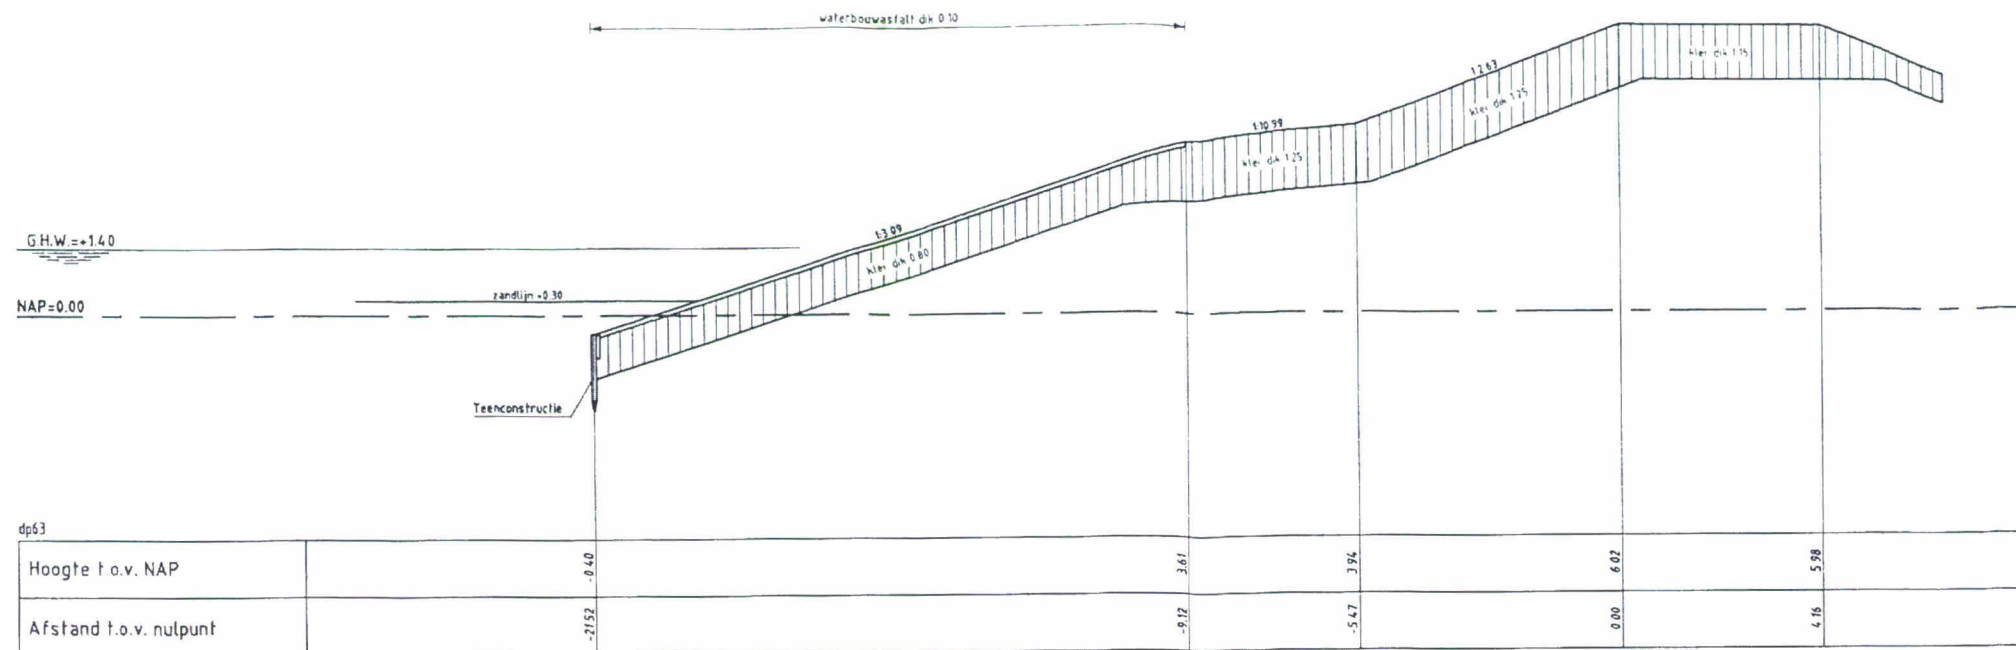 waterbouwasfalt dik 0.10
klei dik 1.15
1:2.63
klei dik 1.25
1:10.99
klei dik 1.25
1:3.09
klei dik 0.80
G.H.W.=+1.40
zandlijn +0.30
NAP=0.00
Teenconstructie
dp63
Hoogte t.o.v. NAP -0.40 3.61 3.94 6.02 5.98
Afstand t.o.v. nulpunt -21.52 -9.12 -5.47 0.00 4.16